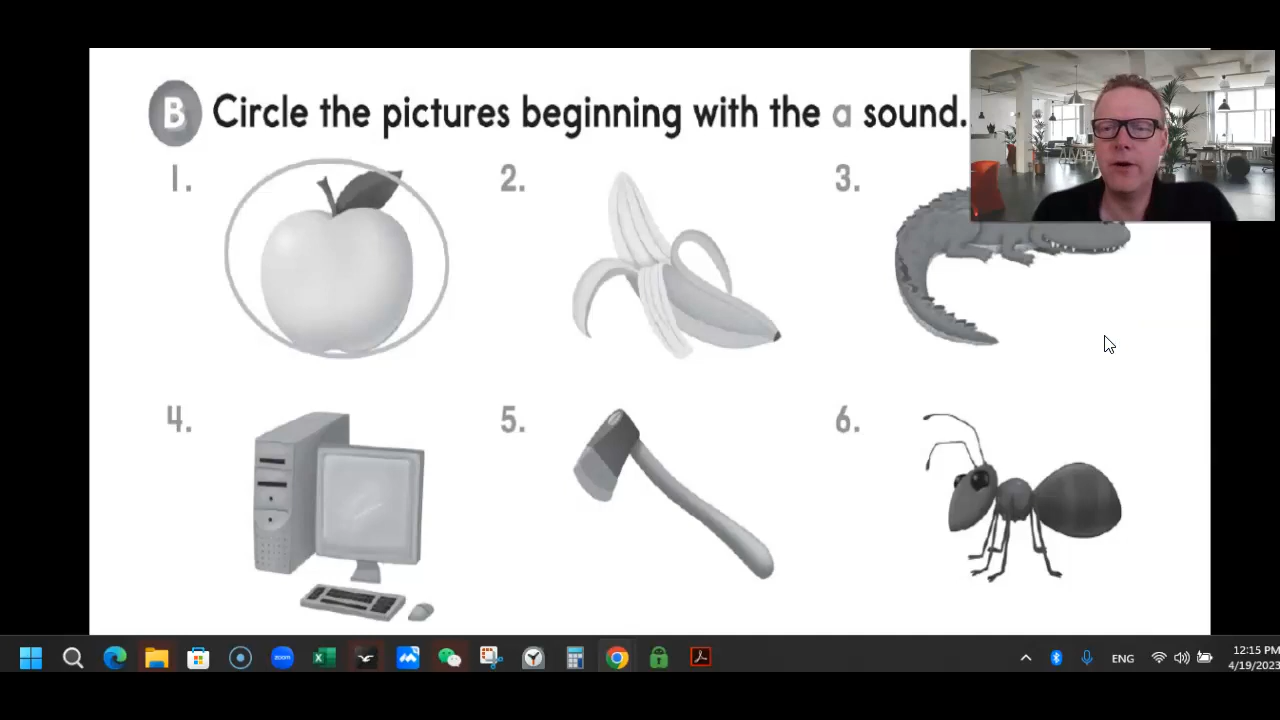 B Circle the pictures beginning with the a sound.
1.
2.
3.
4.
5.
6.
zoom
ENG
12:15 PM
4/19/2023